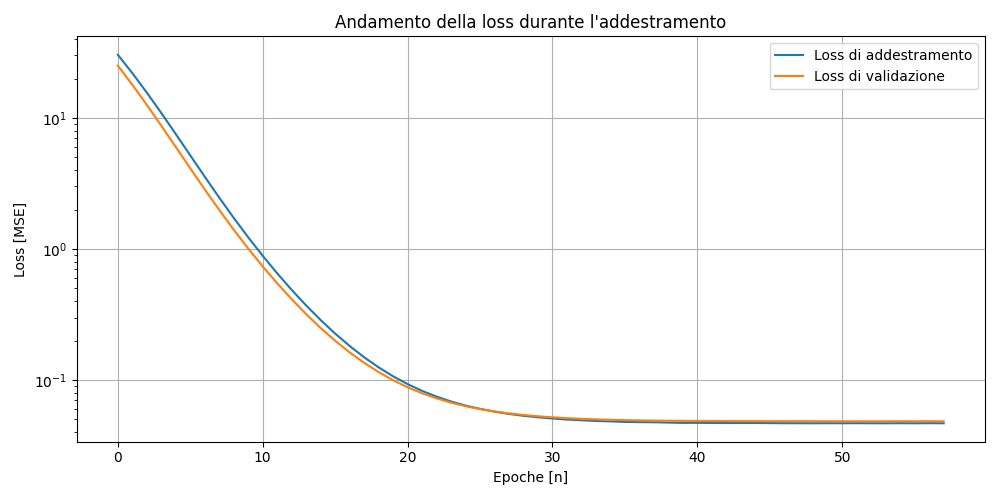 Andamento della loss durante l'addestramento
Loss di addestramento
Loss di validazione
10¹
10⁰
10⁻¹
Loss [MSE]
0 10 20 30 40 50
Epoche [n]